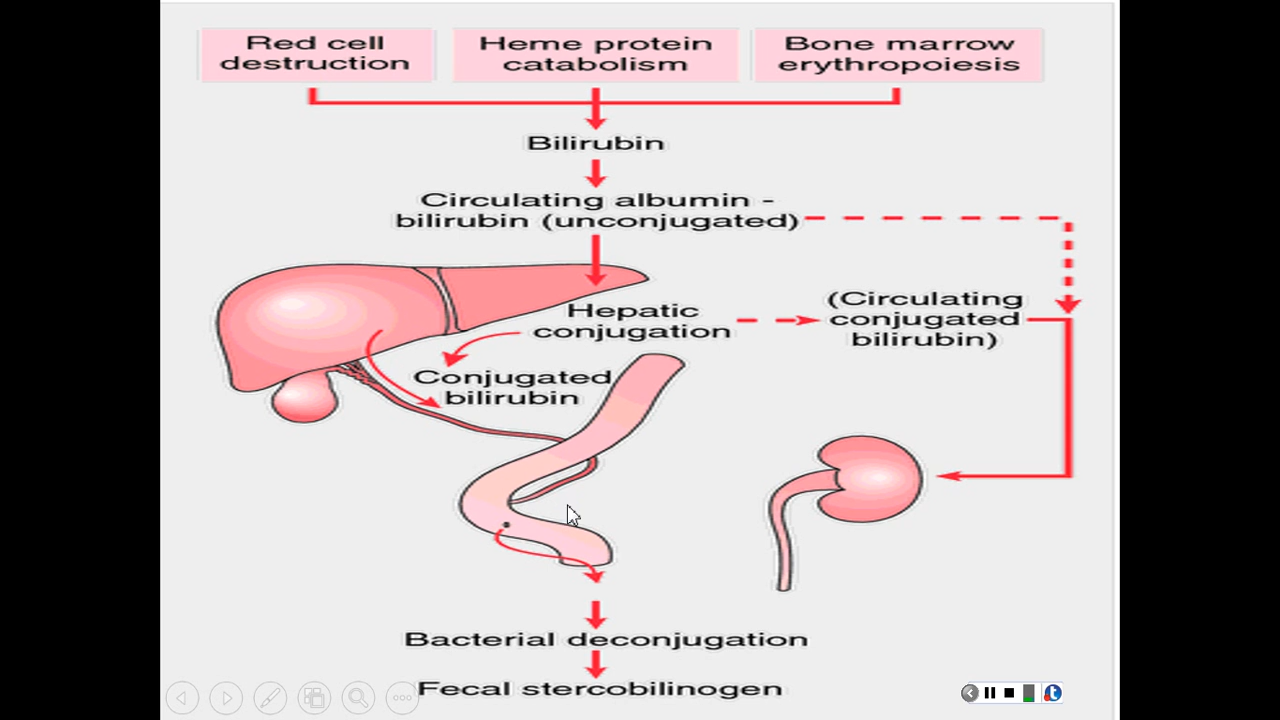 Red cell
destruction
Heme protein
catabolism
Bone marrow
erythropoiesis
Bilirubin
Circulating albumin -
bilirubin (unconjugated)
Hepatic
conjugation
(Circulating
conjugated
bilirubin)
Conjugated
bilirubin
Bacterial deconjugation
Fecal stercobilinogen
t